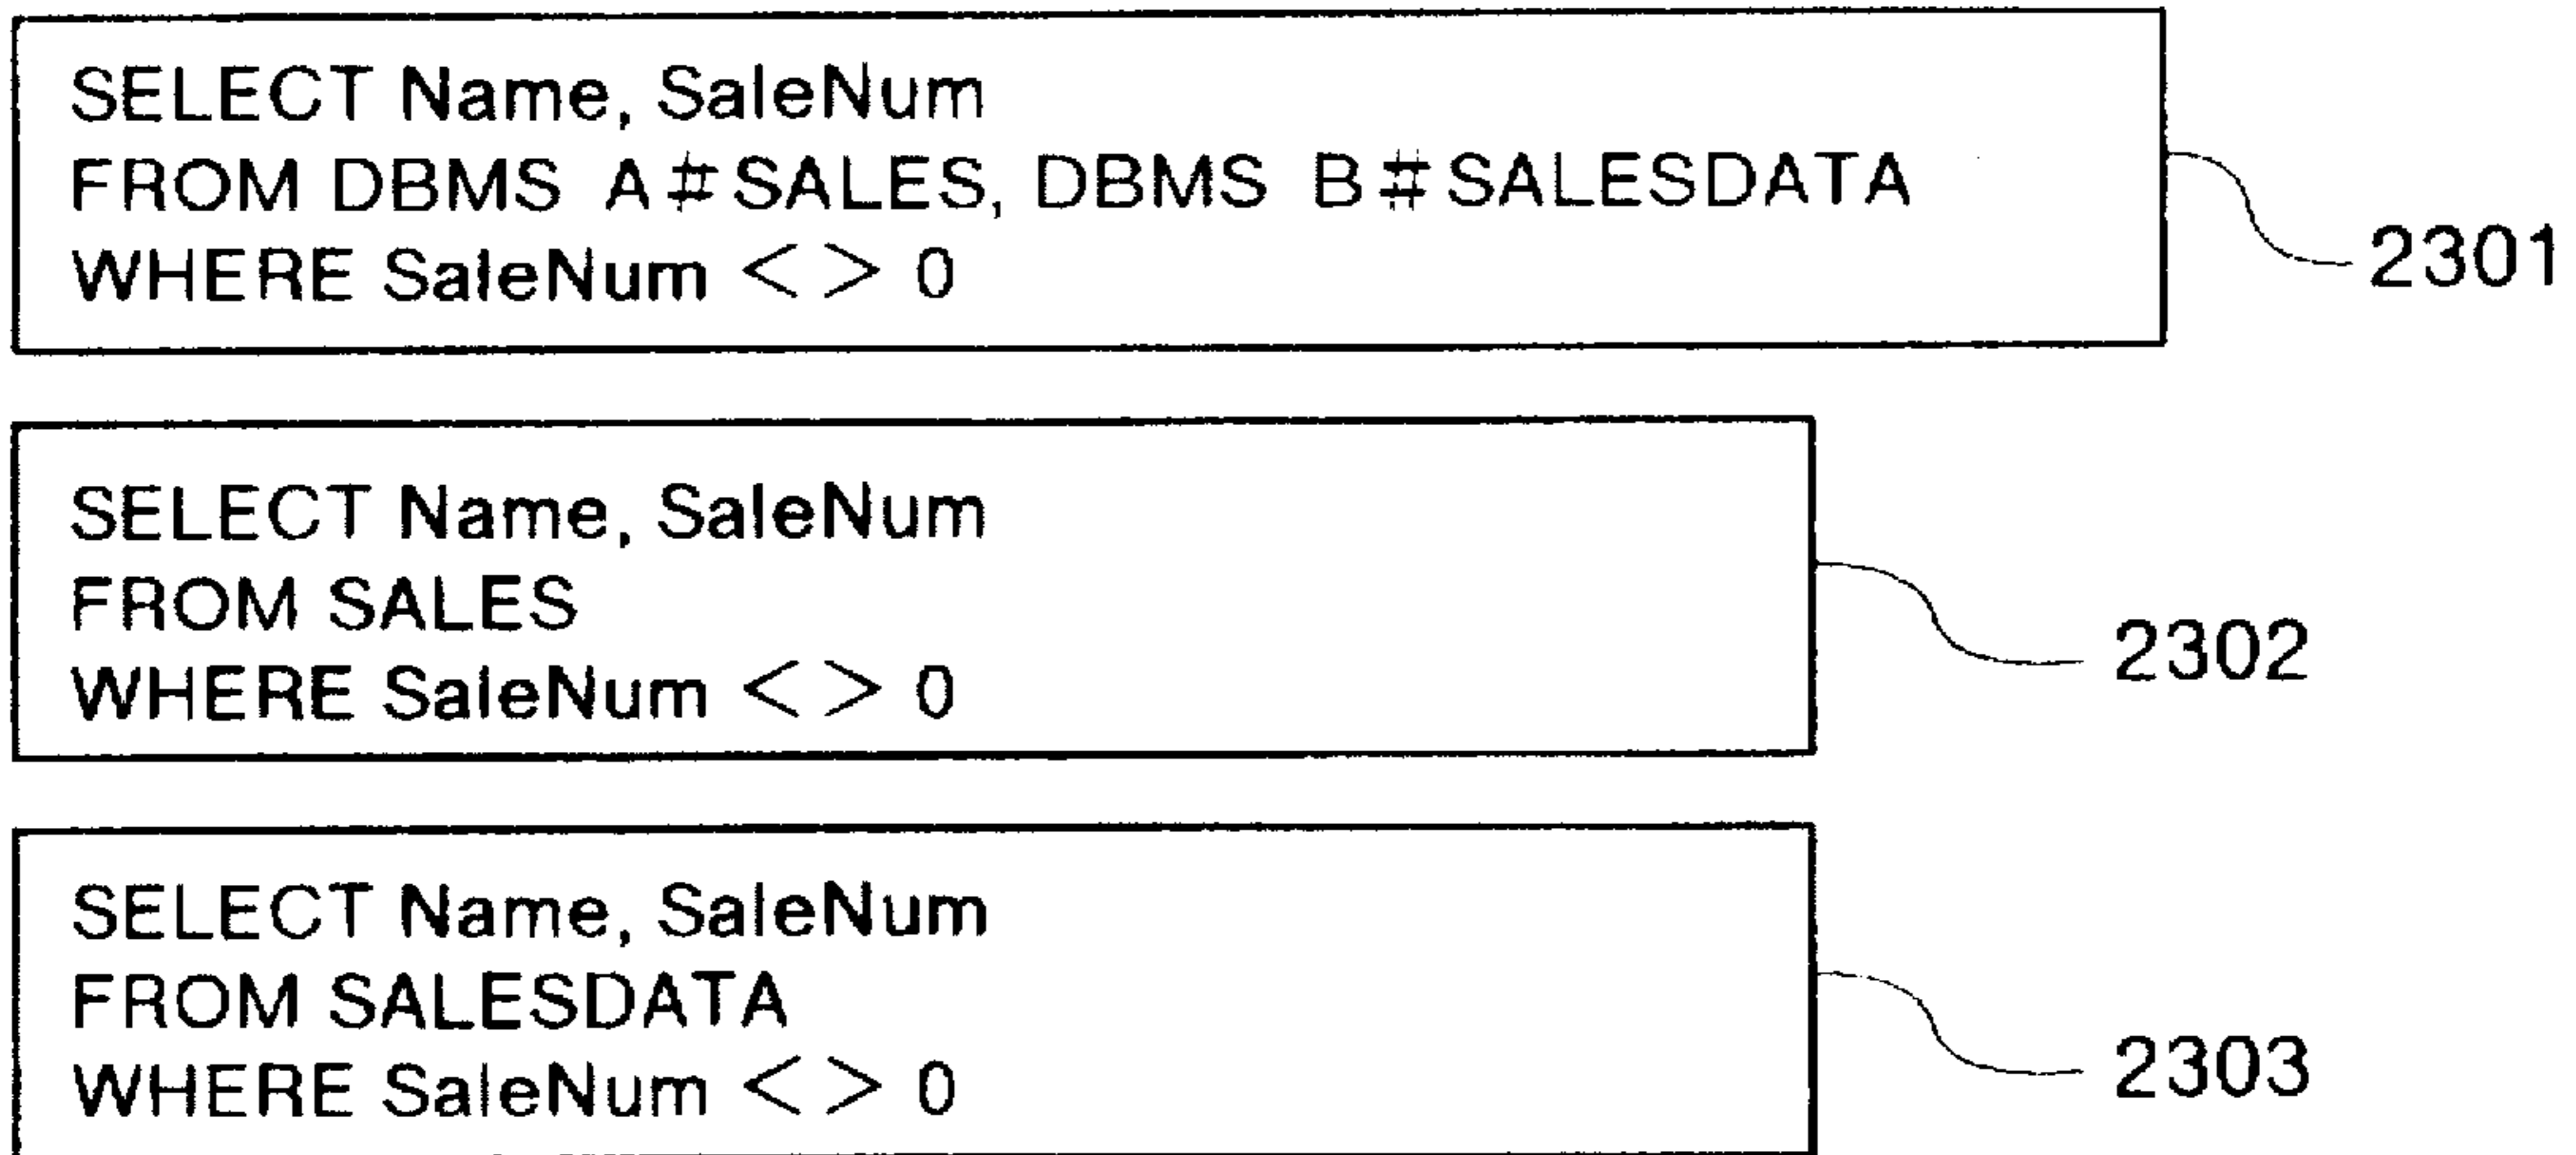 SELECT Name, SaleNum
FROM DBMS A#SALES, DBMS B#SALESDATA
WHERE SaleNum <> 0
2301
SELECT Name, SaleNum
FROM SALES
WHERE SaleNum <> 0
2302
SELECT Name, SaleNum
FROM SALESDATA
WHERE SaleNum <> 0
2303